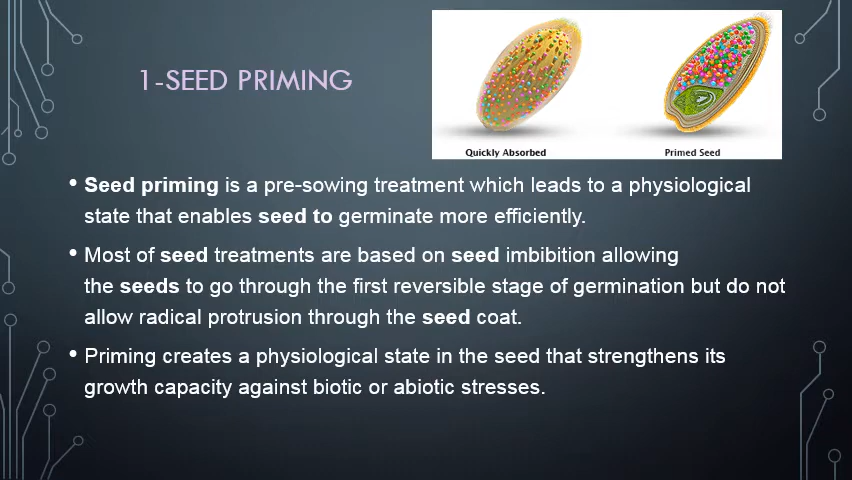 1-SEED PRIMING
Quickly Absorbed
Primed Seed
• Seed priming is a pre-sowing treatment which leads to a physiological
state that enables seed to germinate more efficiently.
• Most of seed treatments are based on seed imbibition allowing
the seeds to go through the first reversible stage of germination but do not
allow radical protrusion through the seed coat.
• Priming creates a physiological state in the seed that strengthens its
growth capacity against biotic or abiotic stresses.